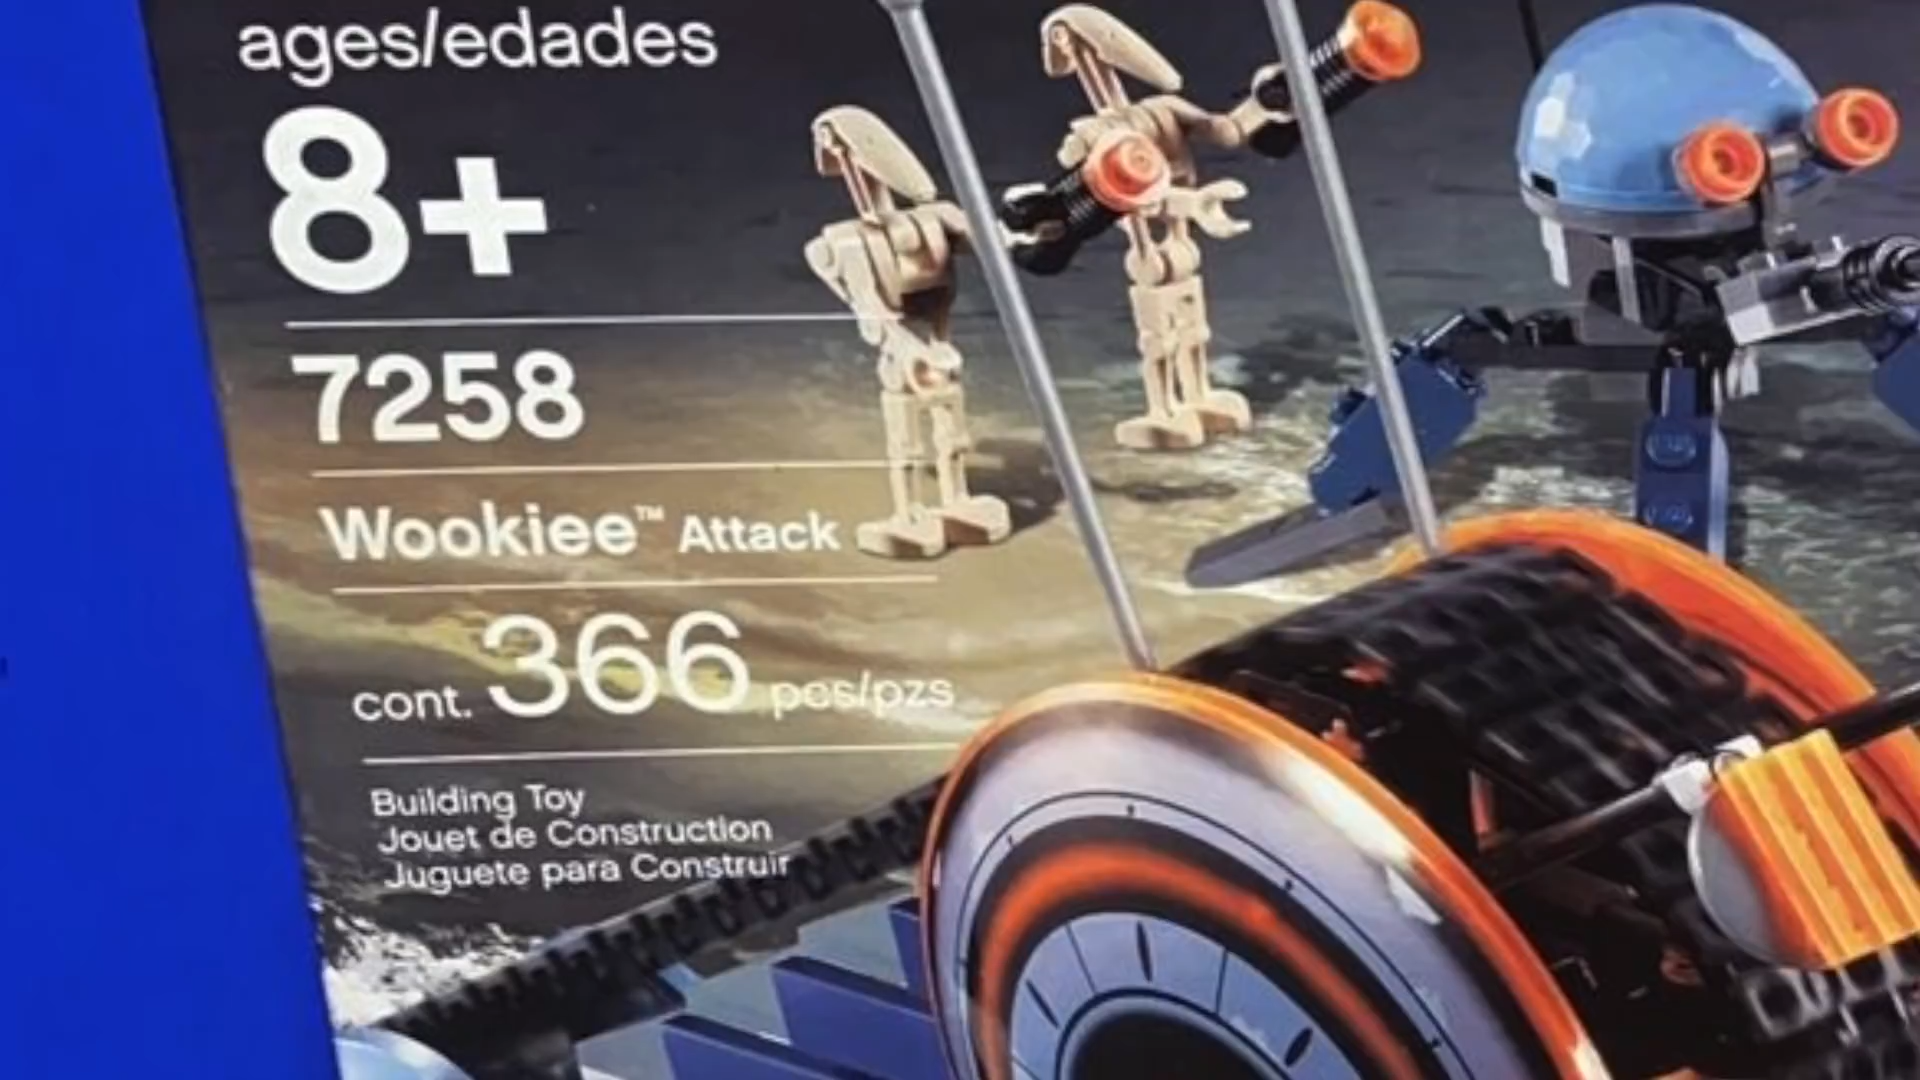 ages/edades
8+
7258
Wookiee™ Attack
cont. 366 pcs/pzs
Building Toy
Jouet de Construction
Juguete para Construir